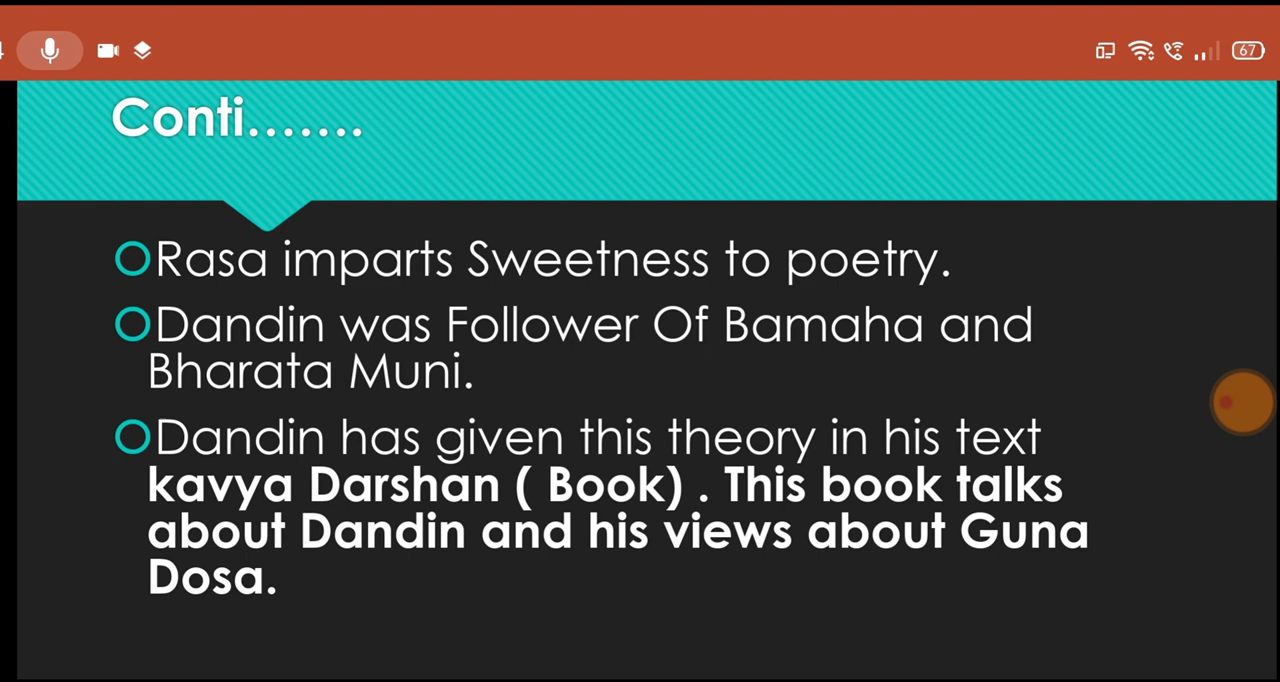 67
Conti.......
Rasa imparts Sweetness to poetry.
Dandin was Follower Of Bamaha and
Bharata Muni.
Dandin has given this theory in his text
kavya Darshan ( Book) . This book talks
about Dandin and his views about Guna
Dosa.